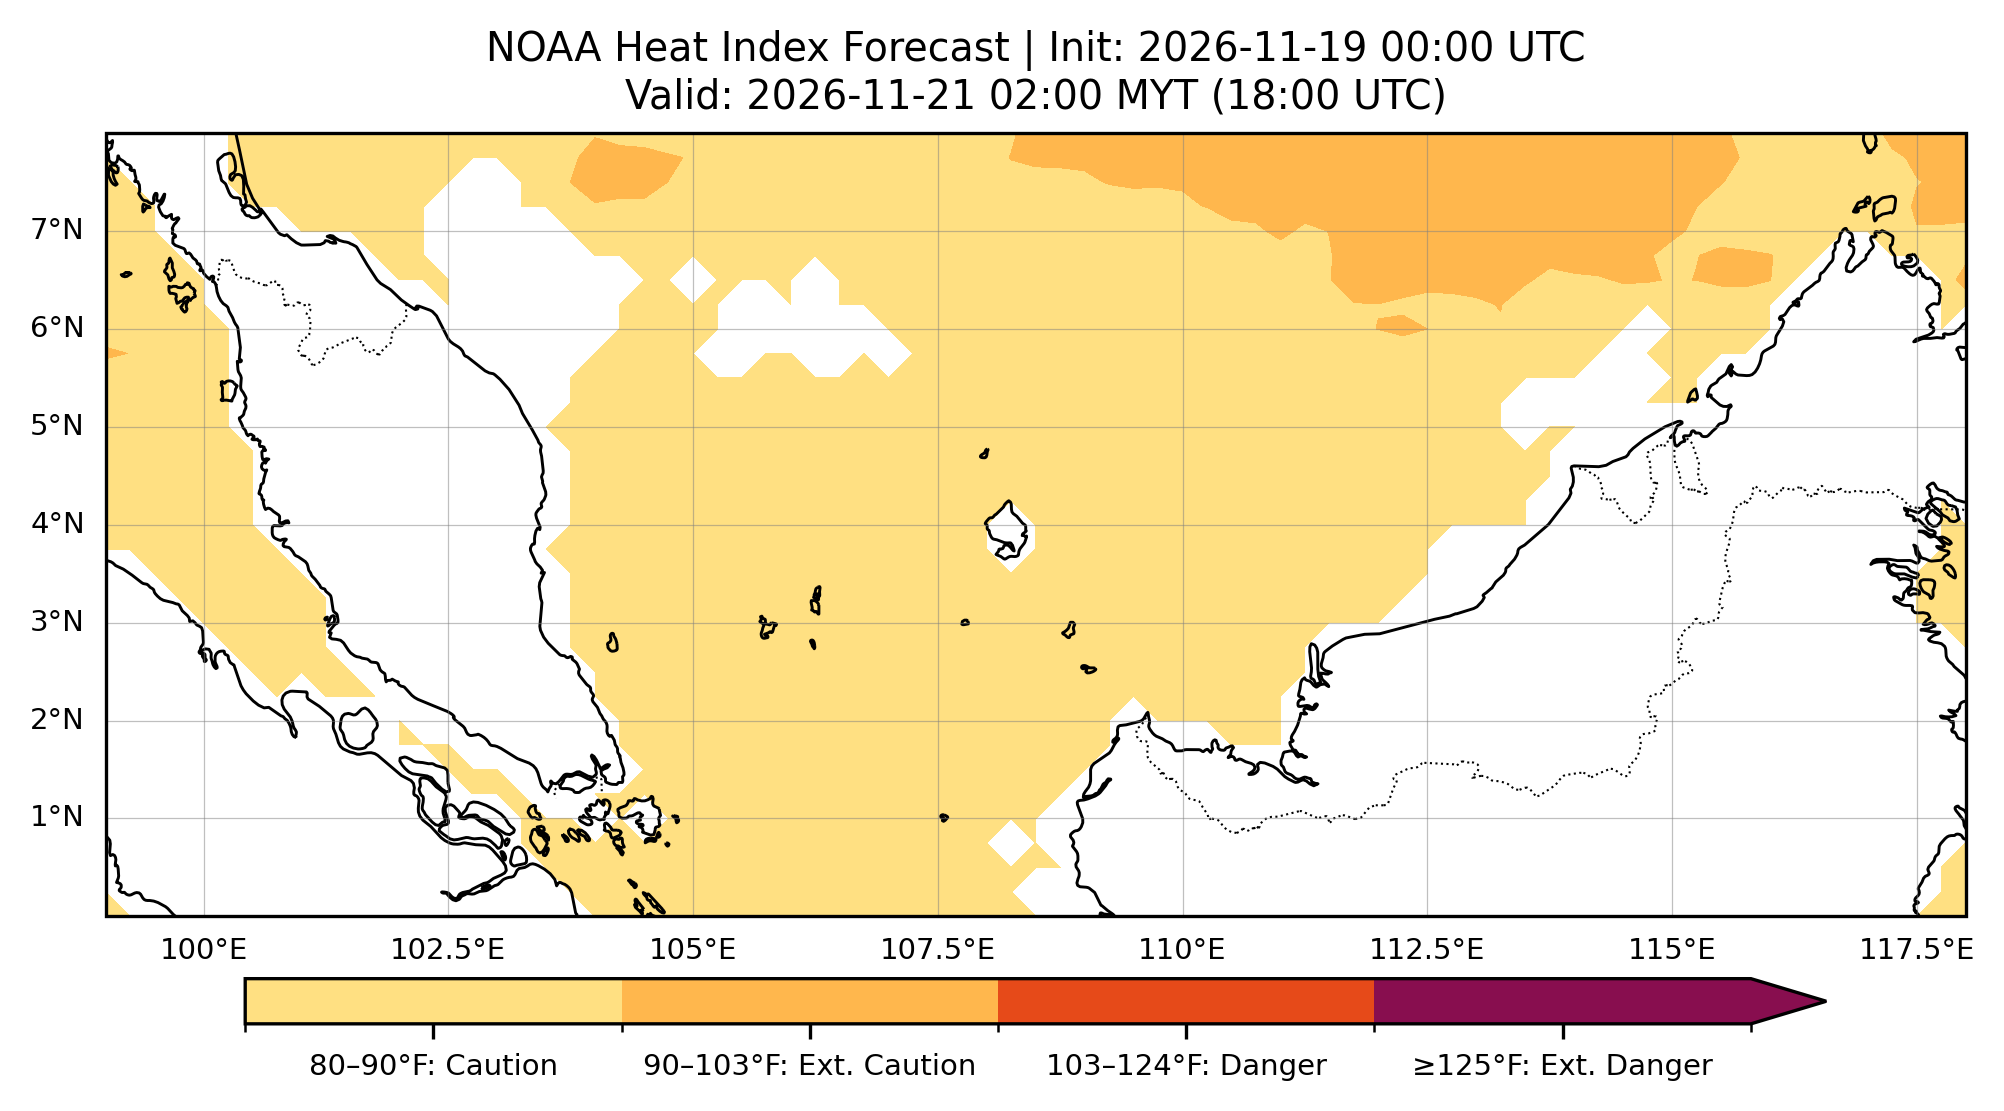 NOAA Heat Index Forecast | Init: 2026-11-19 00:00 UTC
Valid: 2026-11-21 02:00 MYT (18:00 UTC)
7°N
6°N
5°N
4°N
3°N
2°N
1°N
100°E
102.5°E
105°E
107.5°E
110°E
112.5°E
115°E
117.5°E
80–90°F: Caution
90–103°F: Ext. Caution
103–124°F: Danger
≥125°F: Ext. Danger